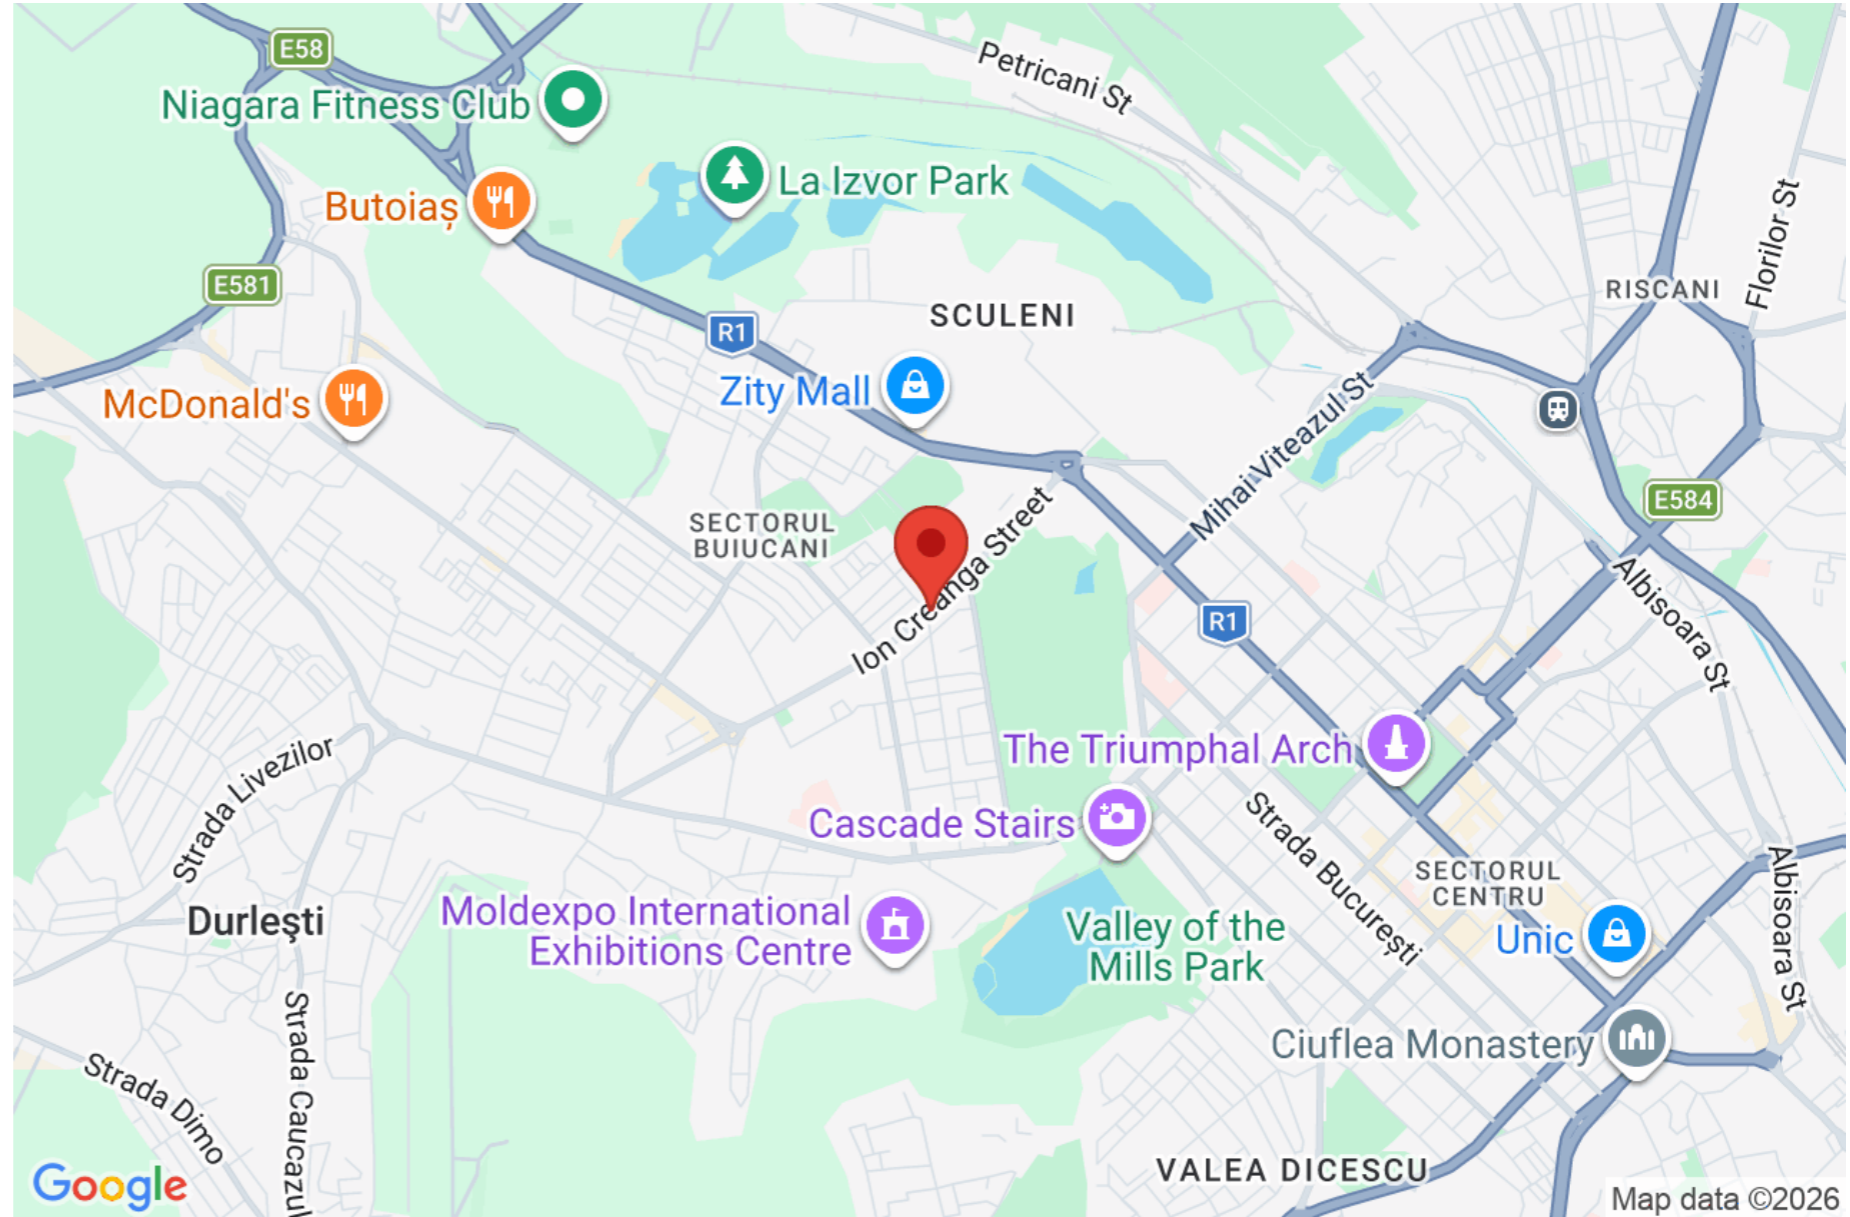 E58
Petricani St
Niagara Fitness Club
La Izvor Park
Butoiaș
Florilor St
E581
RISCANI
SCULENI
R1
Zity Mall
McDonald's
Mihai Viteazul St
E584
SECTORUL
BUIUCANI
Ion Creanga Street
Albisoara St
R1
The Triumphal Arch
Strada Livezilor
Cascade Stairs
Strada București
SECTORUL
CENTRU
Albisoara St
Durleşti
Moldexpo International
Exhibitions Centre
Valley of the
Mills Park
Unic
Strada Caucazul
Ciuflea Monastery
Strada Dimo
VALEA DICESCU
Google
Map data ©2026